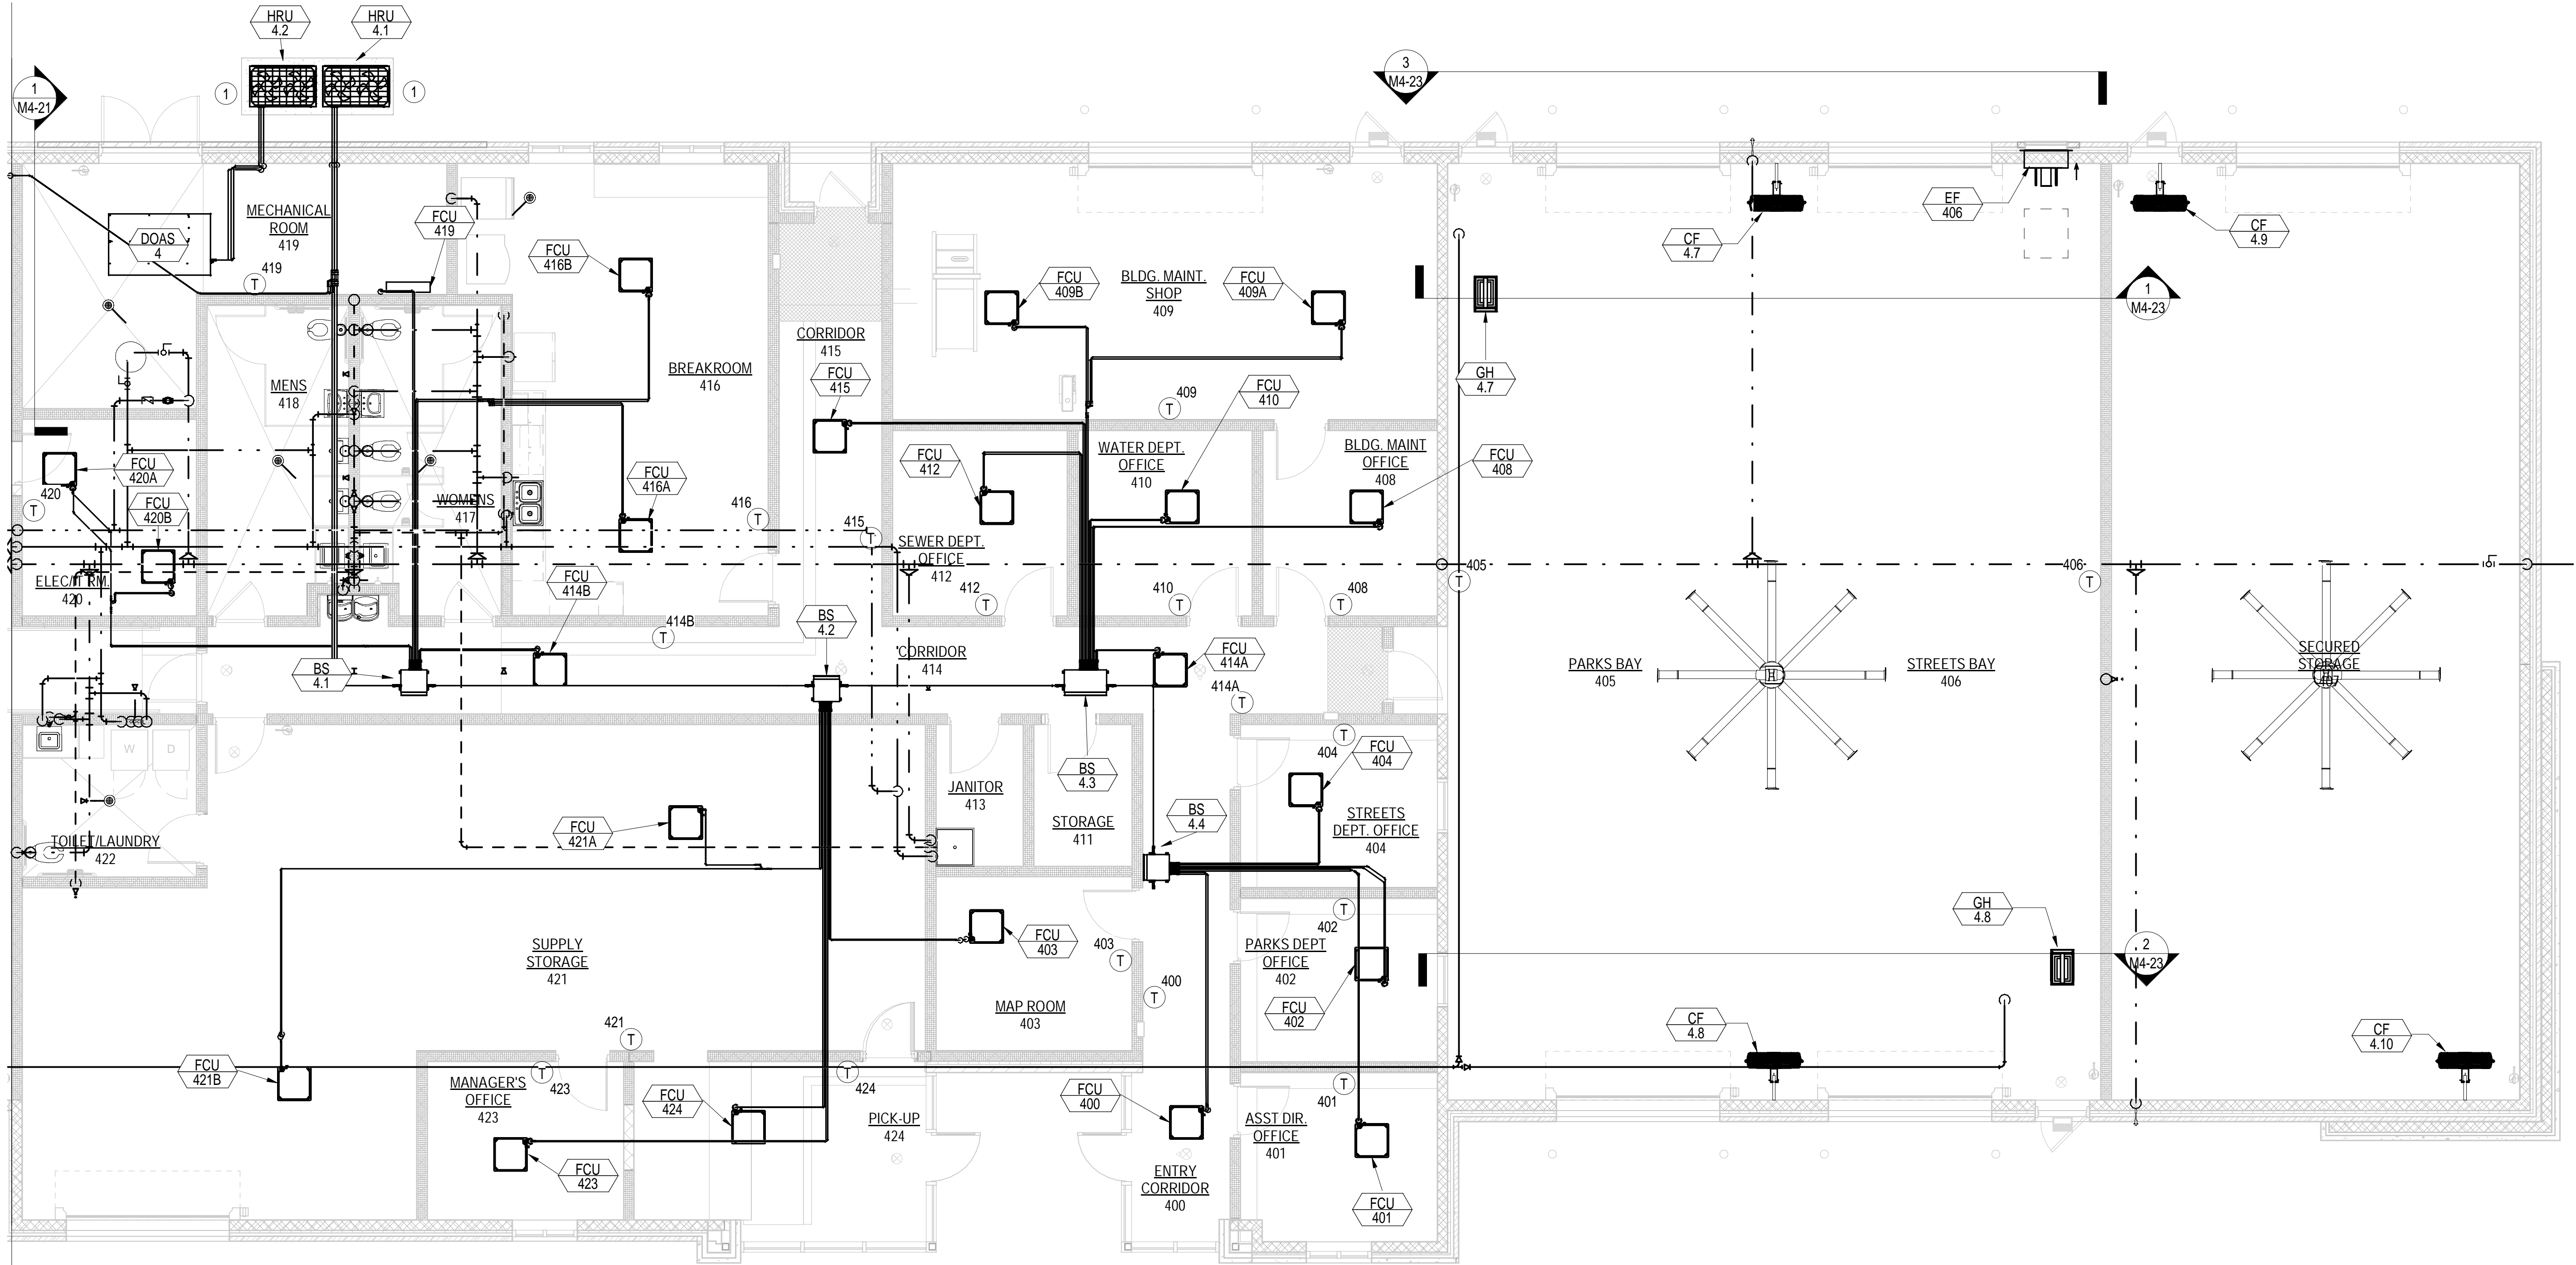 HRU
4.2
HRU
4.1
1
M4-21
1
1
3
M4-23
MECHANICAL
ROOM
419
DOAS
4
419
T
FCU
419
FCU
416B
FCU
409B
BLDG. MAINT.
SHOP
409
FCU
409A
CF
4.7
EF
406
CF
4.9
1
M4-23
GH
4.7
CORRIDOR
415
FCU
415
BREAKROOM
416
MENS
418
409
T
FCU
410
FCU
420A
420
T
FCU
420B
WOMENS
417
FCU
416A
416
T
415
T
FCU
412
WATER DEPT.
OFFICE
410
BLDG. MAINT
OFFICE
408
FCU
408
SEWER DEPT.
OFFICE
412
ELEC/IT RM.
420
FCU
414B
414B
T
BS
4.2
412
T
410
T
408
T
405
T
406
T
BS
4.1
CORRIDOR
414
FCU
414A
414A
T
PARKS BAY
405
STREETS BAY
406
SECURED
STORAGE
407
W
D
BS
4.3
T
404
FCU
404
JANITOR
413
STORAGE
411
BS
4.4
STREETS
DEPT. OFFICE
404
TOILET/LAUNDRY
422
FCU
421A
SUPPLY
STORAGE
421
FCU
403
403
T
T
402
PARKS DEPT
OFFICE
402
GH
4.8
2
M4-23
400
T
MAP ROOM
403
FCU
402
421
T
CF
4.8
CF
4.10
FCU
421B
MANAGER'S
OFFICE
423
T
423
FCU
424
T
424
PICK-UP
424
FCU
400
T
401
ASST DIR.
OFFICE
401
FCU
423
ENTRY
CORRIDOR
400
FCU
401